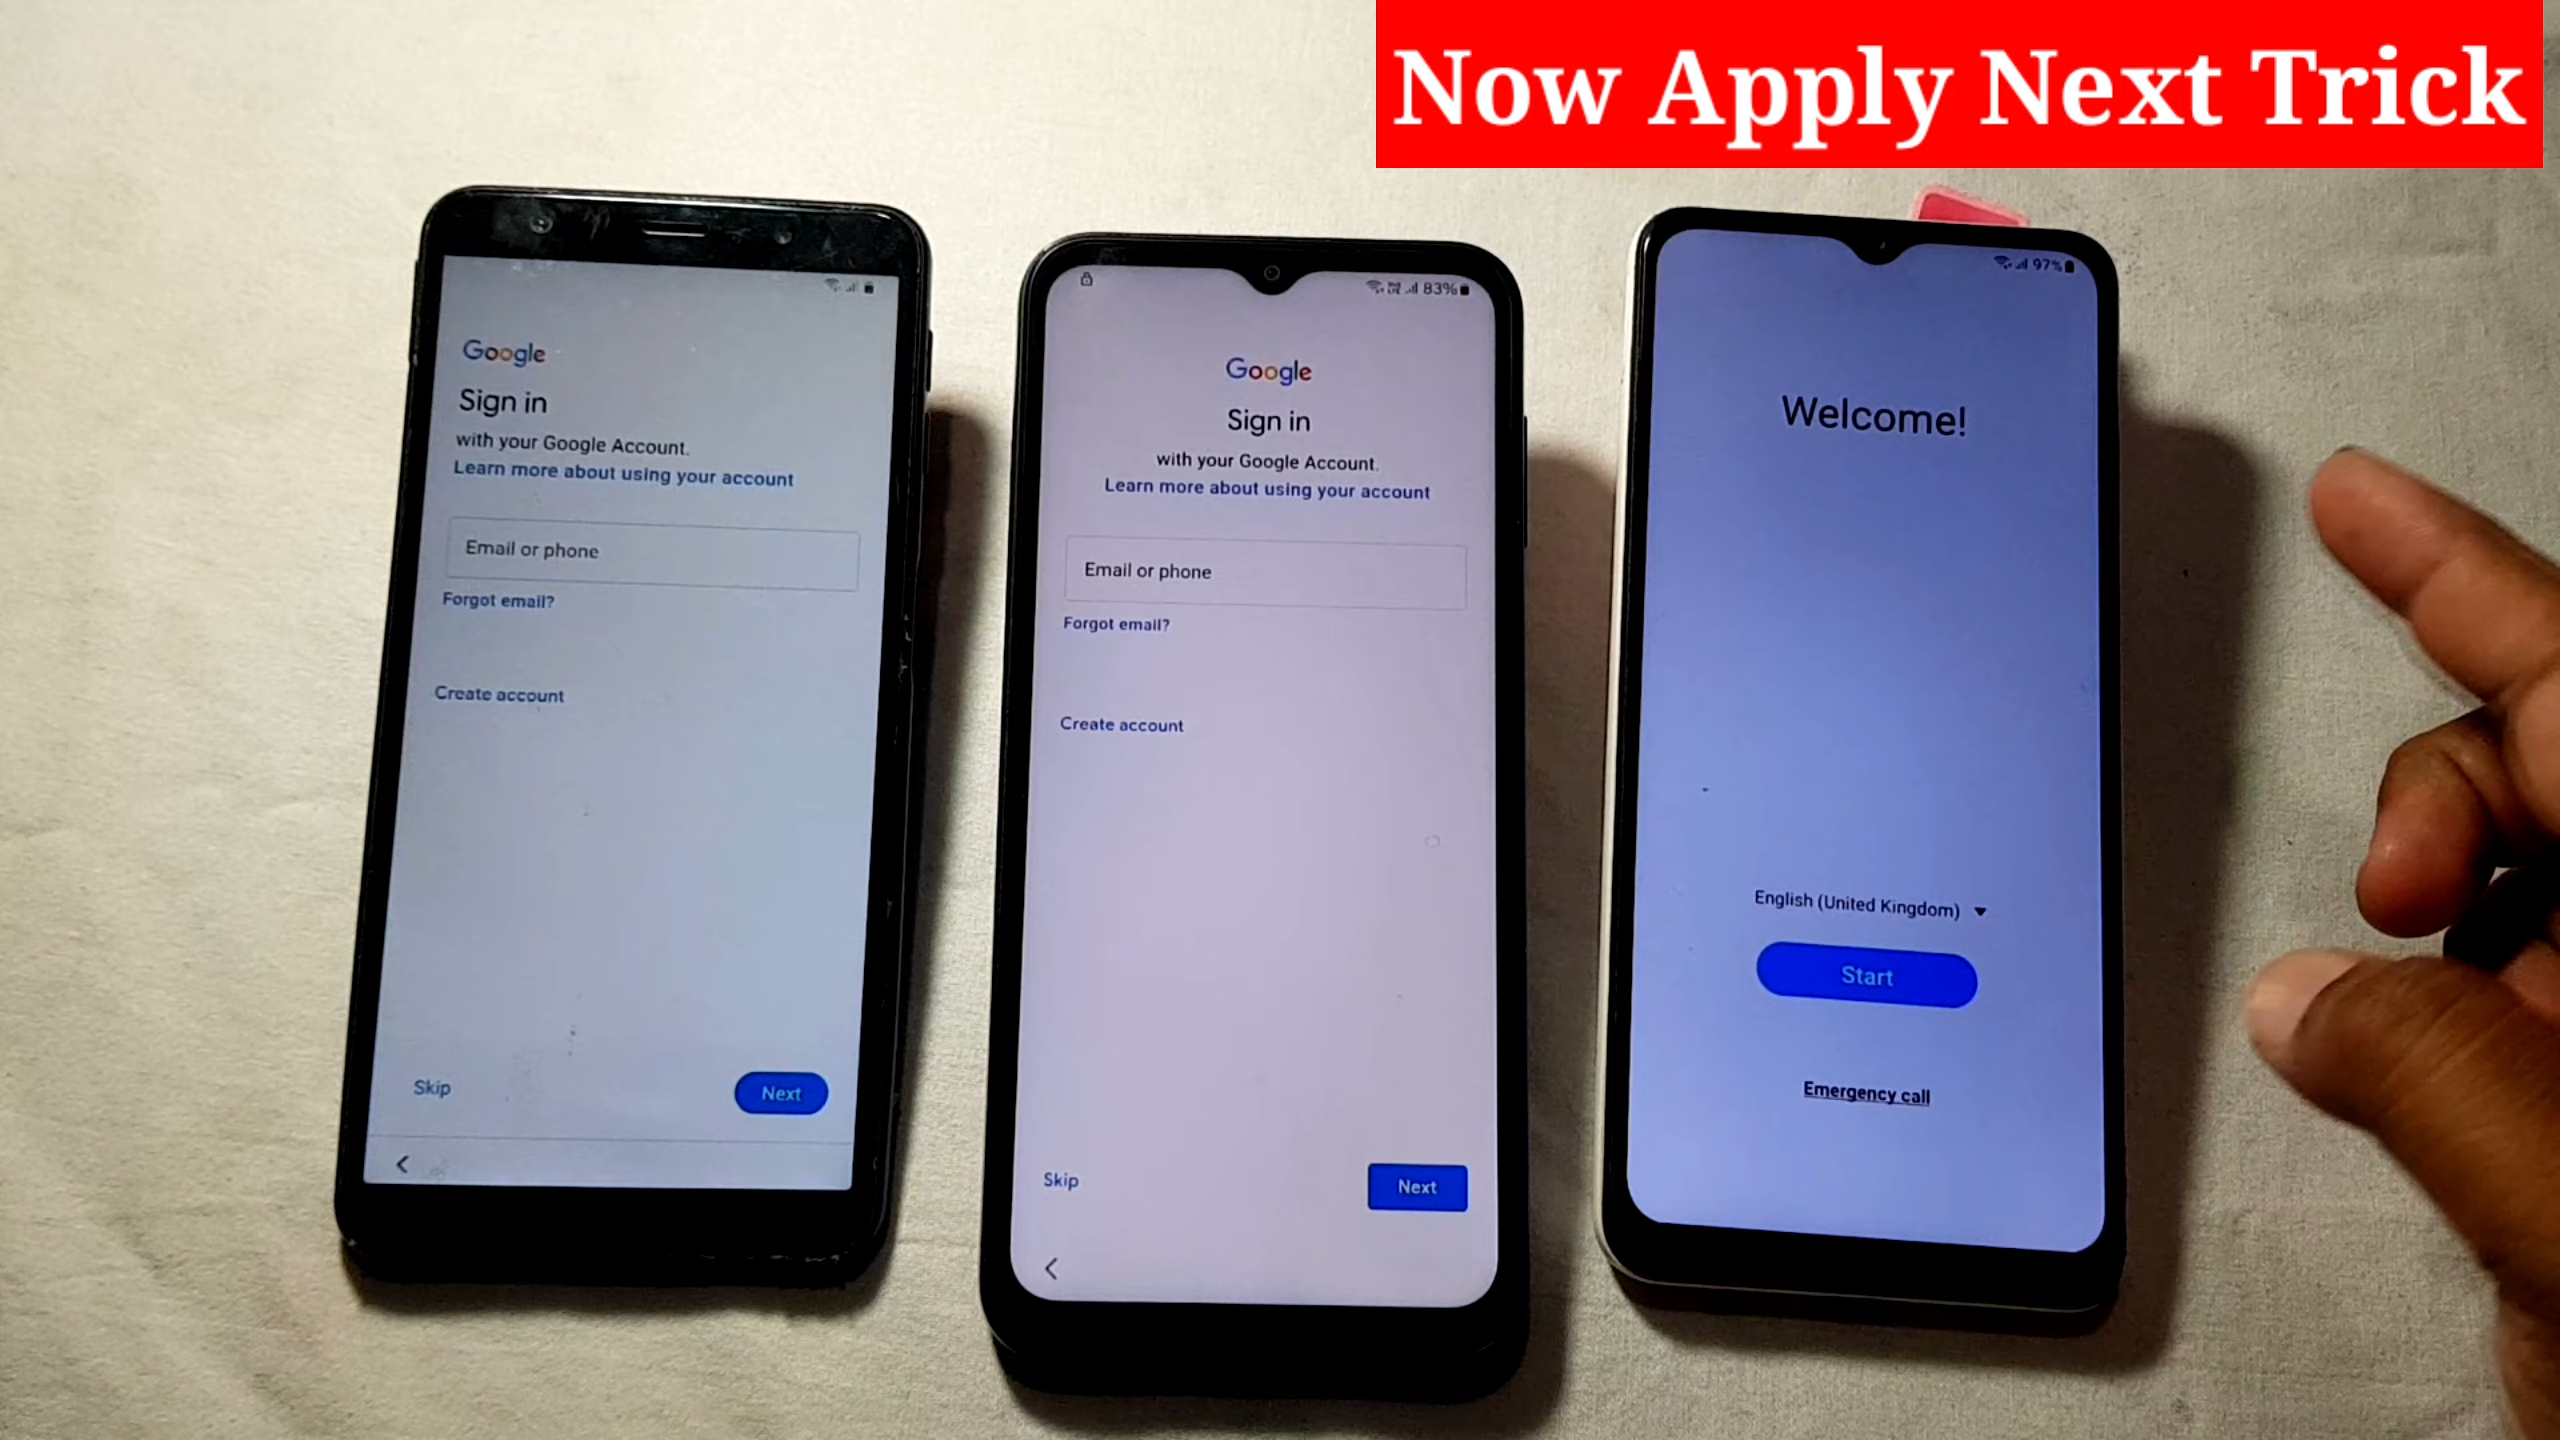 Now Apply Next Trick
Google
Sign in
with your Google Account.
Learn more about using your account
Email or phone
Forgot email?
Create account
Skip
Next
83%
Google
Sign in
with your Google Account.
Learn more about using your account
Email or phone
Forgot email?
Create account
Skip
Next
97%
Welcome!
English (United Kingdom)
Start
Emergency call